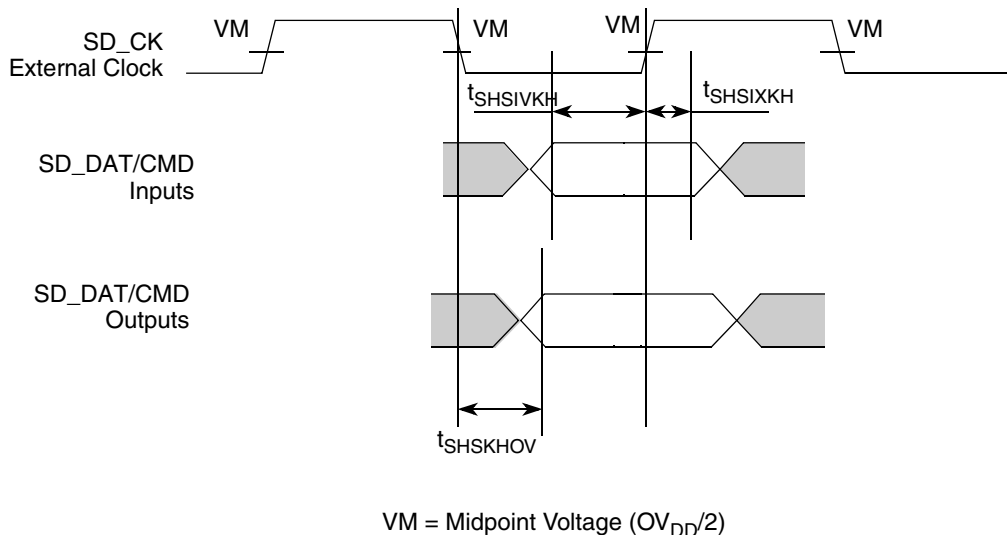 VM VM VM VM
SD_CK
External Clock
tSHSIVKH tSHSIXKH
SD_DAT/CMD
Inputs
SD_DAT/CMD
Outputs
tSHSKHOV
VM = Midpoint Voltage (OVDD/2)